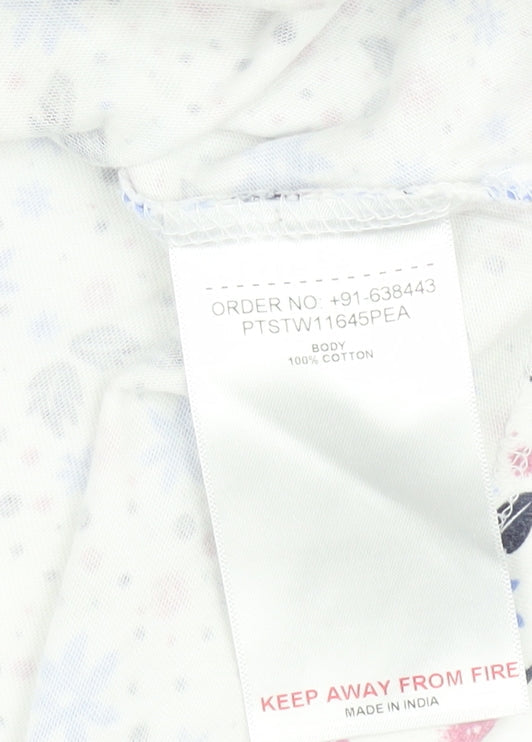 ORDER NO: +91-638443
PTSTW11645PEA
BODY
100% COTTON
KEEP AWAY FROM FIRE
MADE IN INDIA